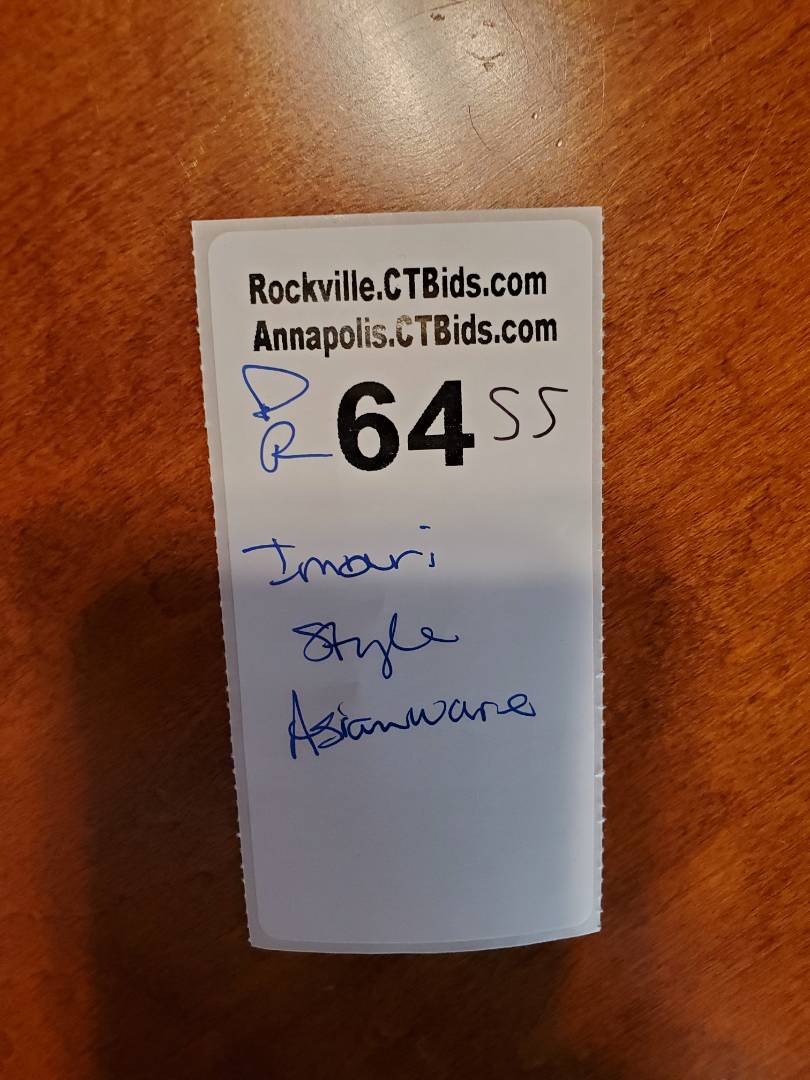 Rockville.CTBids.com
Annapolis.CTBids.com
D
R 64 SS
Imari
Style
Asianware